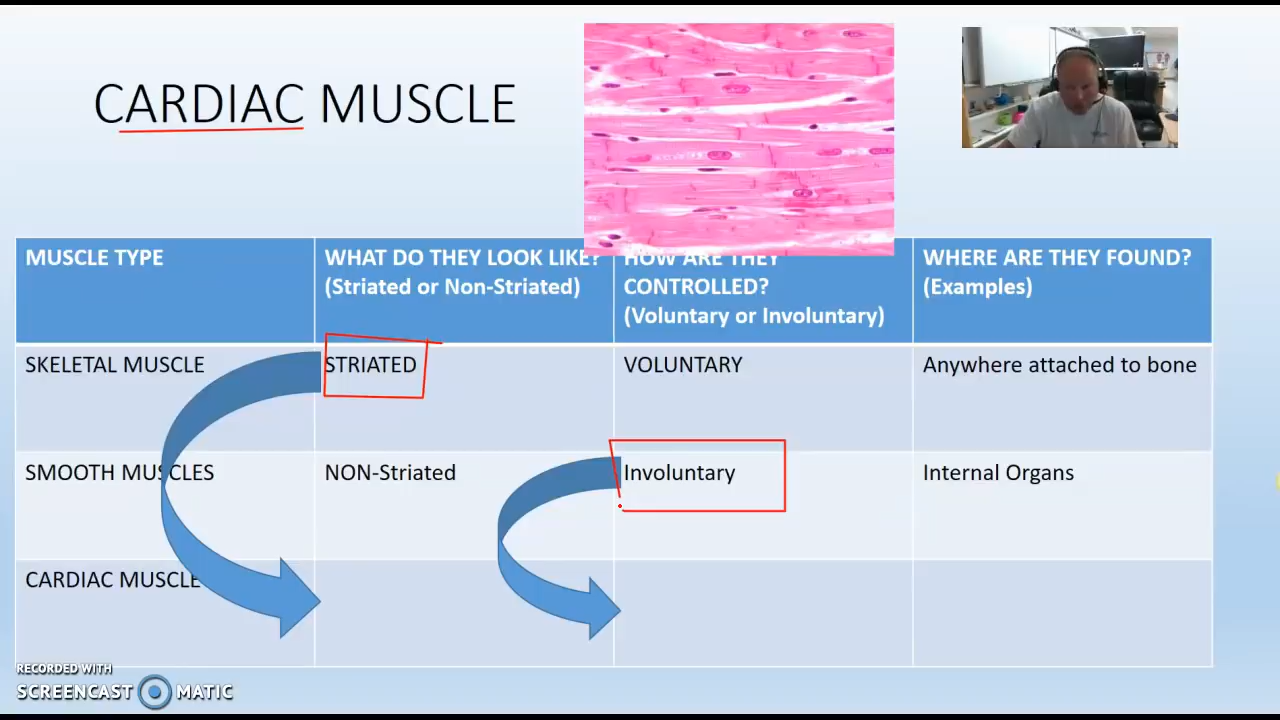 CARDIAC MUSCLE
MUSCLE TYPE
WHAT DO THEY LOOK LIKE?
(Striated or Non-Striated)
HOW ARE THEY
CONTROLLED?
(Voluntary or Involuntary)
WHERE ARE THEY FOUND?
(Examples)
SKELETAL MUSCLE
STRIATED
VOLUNTARY
Anywhere attached to bone
SMOOTH MUSCLES
NON-Striated
Involuntary
Internal Organs
CARDIAC MUSCLE
RECORDED WITH
SCREENCAST MATIC